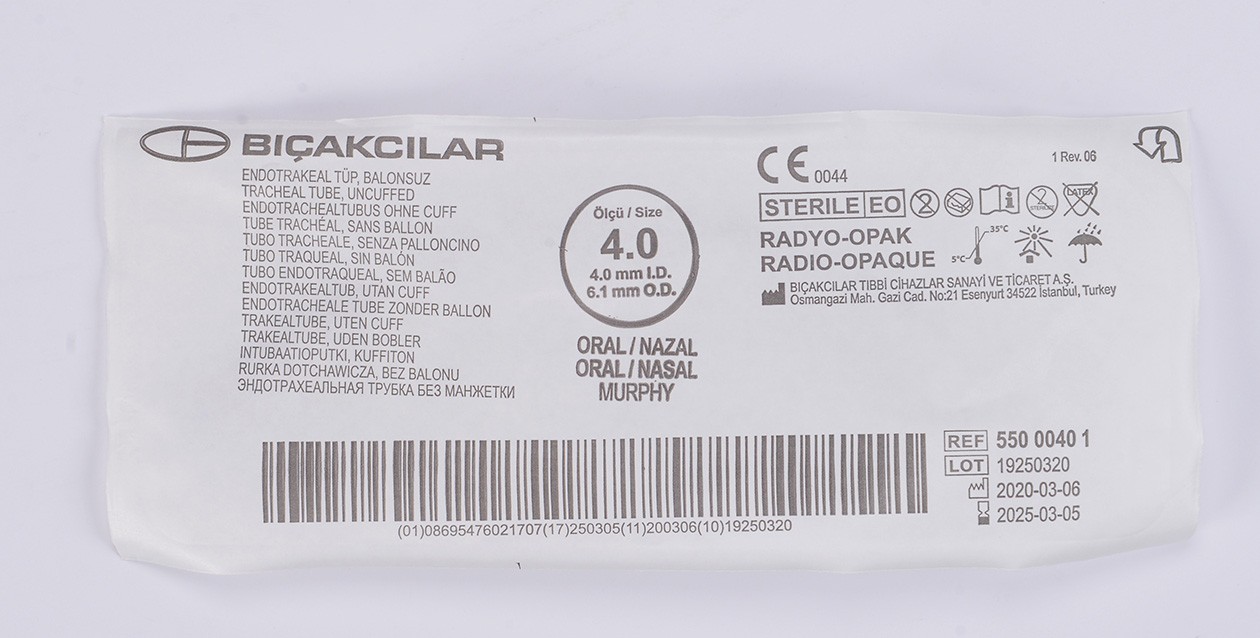 BIÇAKCILAR
ENDOTRAKEAL TÜP, BALONSUZ
TRACHEAL TUBE, UNCUFFED
ENDOTRACHEALTUBUS OHNE CUFF
TUBE TRACHÉAL, SANS BALLON
TUBO TRACHEALE, SENZA PALLONCINO
TUBO TRAQUEAL, SIN BALÓN
TUBO ENDOTRAQUEAL, SEM BALÃO
ENDOTRAKEALTUB, UTAN CUFF
ENDOTRACHEALE TUBE ZONDER BALLON
TRAKEALTUBE, UTEN CUFF
TRAKEALTUBE, UDEN BOBLER
INTUBAATIOPUTKI, KUFFITON
RURKA DOTCHAWICZA, BEZ BALONU
ЭНДОТРАХЕАЛЬНАЯ ТРУБКА БЕЗ МАНЖЕТКИ
Ölçü / Size
4.0
4.0 mm I.D.
6.1 mm O.D.
ORAL / NAZAL
ORAL / NASAL
MURPHY
1 Rev. 06
CE 0044
STERILE EO 2 i 2 STERILIZE LATEX
RADYO-OPAK
RADIO-OPAQUE
5°C 35°C
BIÇAKCILAR TIBBİ CİHAZLAR SANAYİ VE TİCARET A.Ş.
Osmangazi Mah. Gazi Cad. No:21 Esenyurt 34522 İstanbul, Turkey
REF 550 0040 1
LOT 19250320
2020-03-06
2025-03-05
(01)08695476021707(17)250305(11)200306(10)19250320